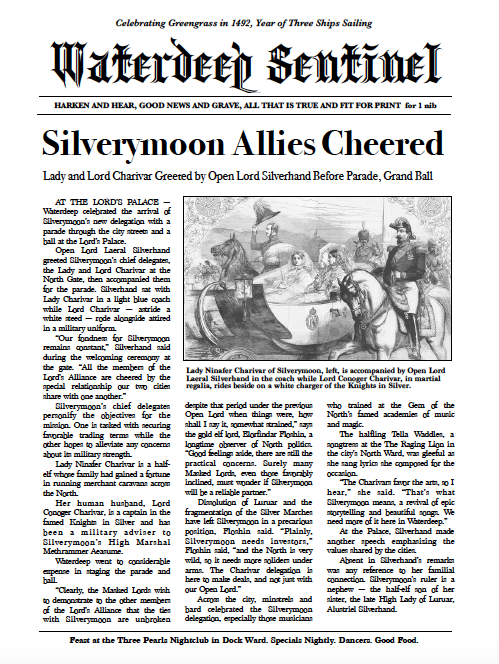 Celebrating Greengrass in 1492, Year of Three Ships Sailing
Waterdeep Sentinel
HARKEN AND HEAR, GOOD NEWS AND GRAVE, ALL THAT IS TRUE AND FIT FOR PRINT for 1 nib
Silverymoon Allies Cheered
Lady and Lord Charivar Greeted by Open Lord Silverhand Before Parade, Grand Ball
AT THE LORD'S PALACE —
Waterdeep celebrated the arrival of
Silverymoon's new delegation with a
parade through the city streets and a
ball at the Lord's Palace.
Open Lord Laeral Silverhand
greeted Silverymoon's chief delegates,
the Lady and Lord Charivar at the
North Gate, then accompanied them
for the parade. Silverhand sat with
Lady Charivar in a light blue coach
while Lord Charivar — astride a
white steed — rode alongside attired
in a military uniform.
"Our fondness for Silverymoon
remains constant," Silverhand said
during the welcoming ceremony at
the gate. "All the members of the
Lord's Alliance are cheered by the
special relationship our two cities
share with one another."
Silverymoon's chief delegates
personify the objectives for the
mission. One is tasked with securing
favorable trading terms while the
other hopes to alleviate any concerns
about its military strength.
Lady Ninafer Charivar is a half-
elf whose family had gained a fortune
in running merchant caravans across
the North.
Her human husband, Lord
Conoger Charivar, is a captain in the
famed Knights in Silver and has
been a military adviser to
Silverymoon's High Marshal
Methrammer Aerasume.
Waterdeep went to considerable
expense in staging the parade and
ball.
"Clearly, the Masked Lords wish
to demonstrate to the other members
of the Lord's Alliance that the ties
with Silverymoon are unbroken
Lady Ninafer Charivar of Silverymoon, left, is accompanied by Open Lord
Laeral Silverhand in the coach while Lord Conoger Charivar, in martial
regalia, rides beside on a white charger of the Knights in Silver.
despite that period under the previous
Open Lord when things were, how
shall I say it, somewhat strained," says
the gold elf lord, Elorfindar Floshin, a
longtime observer of North politics.
"Good feelings aside, there are still the
practical concerns. Surely many
Masked Lords, even those favorably
inclined, must wonder if Silverymoon
will be a reliable partner."
Dissolution of Luruar and the
fragmentation of the Silver Marches
have left Silverymoon in a precarious
position, Floshin said. "Plainly,
Silverymoon needs investors,"
Floshin said, "and the North is very
wild, so it needs more soldiers under
arms. The Charivar delegation is
here to make deals, and not just with
our Open Lord."
Across the city, minstrels and
bard celebrated the Silverymoon
delegation, especially those musicians
who trained at the Gem of the
North's famed academies of music
and magic.
The halfling Tella Waddles, a
songstress at the The Raging Lion in
the city's North Ward, was gleeful as
she sang lyrics she composed for the
occasion.
"The Charivars favor the arts, so I
hear," she said. "That's what
Silverymoon means, a revival of epic
storytelling and beautiful songs. We
need more of it here in Waterdeep."
At the Palace, Silverhand made
another speech emphasizing the
values shared by the cities.
Absent in Silverhand's remarks
was any reference to her familial
connection. Silverymoon's ruler is a
nephew — the half-elf son of her
sister, the late High Lady of Luruar,
Alustriel Silverhand.
Feast at the Three Pearls Nightclub in Dock Ward. Specials Nightly. Dancers. Good Food.